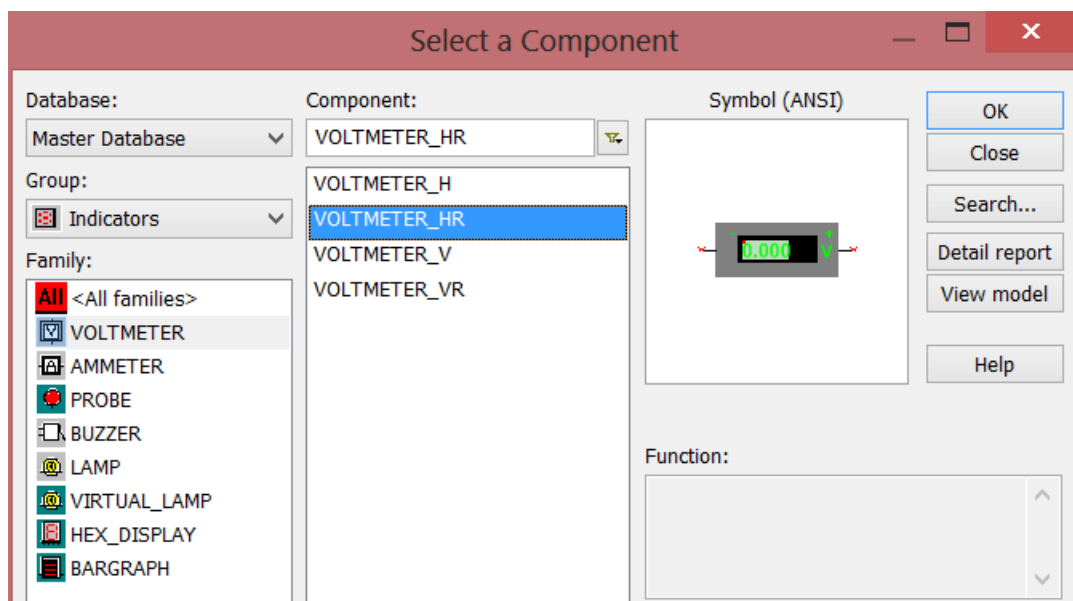 Select a Component
Database:
Master Database
Group:
Indicators
Family:
All <All families>
VOLTMETER
A AMMETER
PROBE
BUZZER
LAMP
VIRTUAL_LAMP
HEX_DISPLAY
BARGRAPH
Component:
VOLTMETER_HR
VOLTMETER_H
VOLTMETER_HR
VOLTMETER_V
VOLTMETER_VR
Symbol (ANSI)
- +
0.000 V
Function:
OK
Close
Search...
Detail report
View model
Help